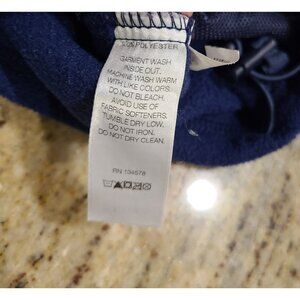 POLYESTER
GARMENT WASH
INSIDE OUT.
MACHINE WASH WARM
WITH LIKE COLORS.
DO NOT BLEACH.
AVOID USE OF
FABRIC SOFTENERS.
TUMBLE DRY LOW.
DO NOT IRON.
DO NOT DRY CLEAN.
RN 134578